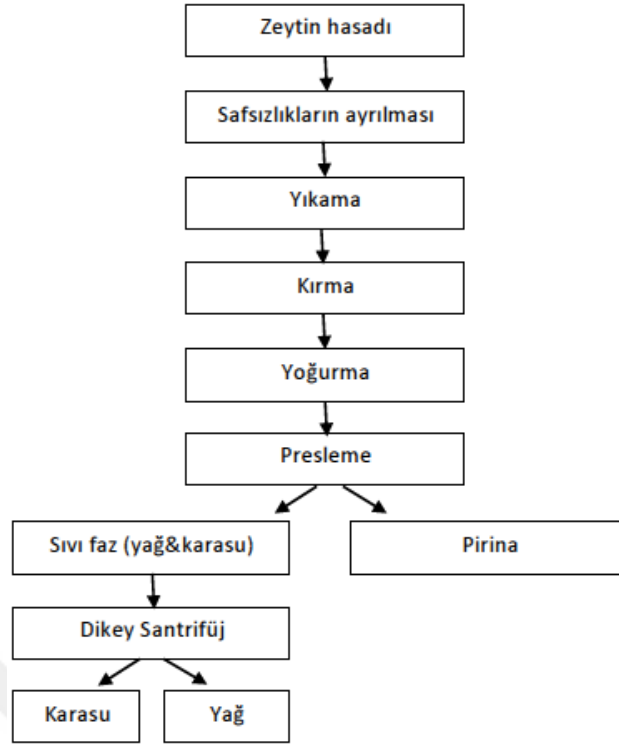 Zeytin hasadı
Safsızlıkların ayrılması
Yıkama
Kırma
Yoğurma
Presleme
Sıvı faz (yağ&karasu)
Pirina
Dikey Santrifüj
Karasu
Yağ